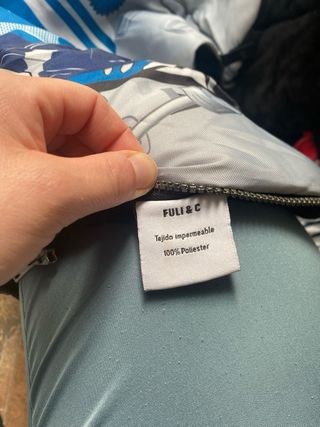 FULI & C
Tejido impermeable
100% Poliester